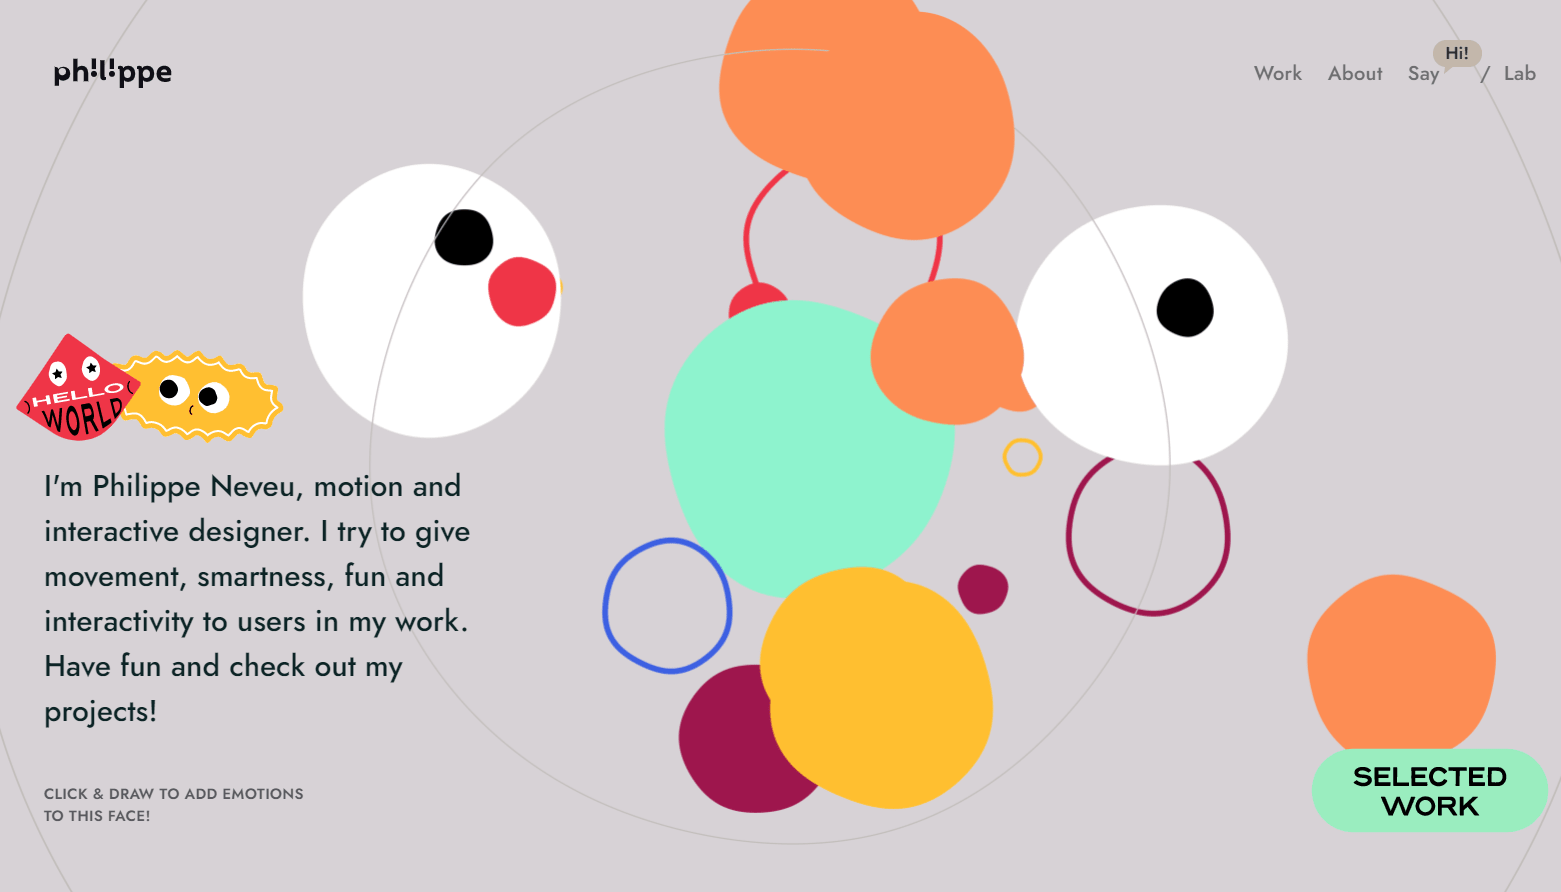 philippe
Work About Say Hi! / Lab
HELLO
WORLD
I'm Philippe Neveu, motion and
interactive designer. I try to give
movement, smartness, fun and
interactivity to users in my work.
Have fun and check out my
projects!
CLICK & DRAW TO ADD EMOTIONS
TO THIS FACE!
SELECTED
WORK